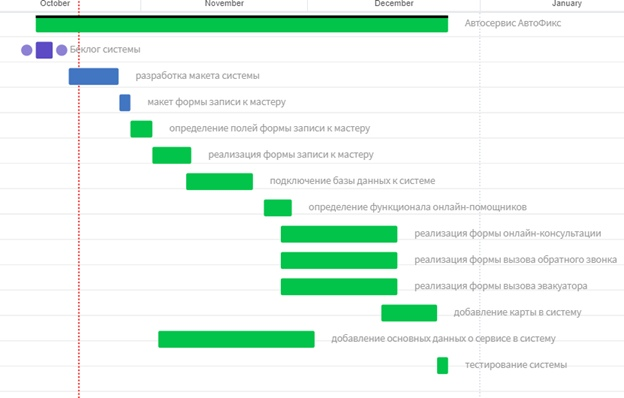 October November December January
Автосервис АвтоФикс
Беклог системы
разработка макета системы
макет формы записи к мастеру
определение полей формы записи к мастеру
реализация формы записи к мастеру
подключение базы данных к системе
определение функционала онлайн-помощников
реализация формы онлайн-консультации
реализация формы вызова обратного звонка
реализация формы вызова эвакуатора
добавление карты в систему
добавление основных данных о сервисе в систему
тестирование системы